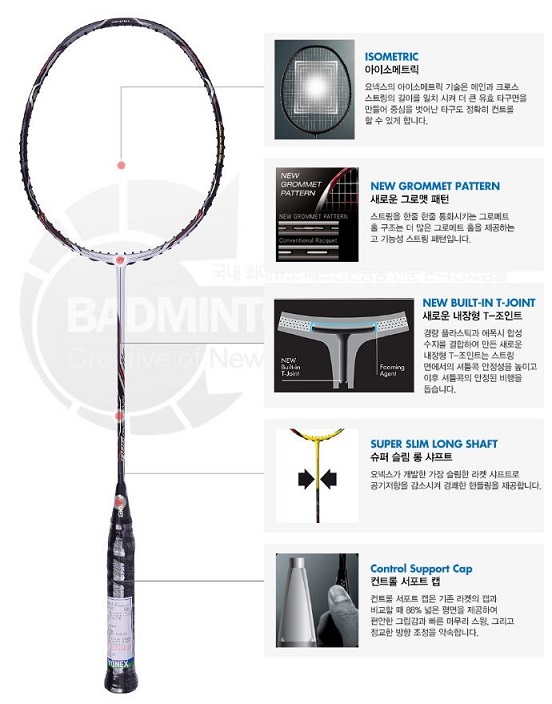 ISOMETRIC
아이소메트릭
요넥스의 아이소메트릭 기술은 메인과 크로스
스트링의 길이를 일치 시켜 더 큰 유효 타구면을
만들어 중심을 벗어난 타구도 정확히 컨트롤
할 수 있게 합니다.
NEW
GROMMET
PATTERN
NEW GROMMET PATTERN
Conventional Racquet
NEW GROMMET PATTERN
새로운 그로멧 패턴
스트링을 한줄 한줄 통화시키는 그로메트
홀 구조는 더 많은 그로메트 홀을 제공하는
고 기능성 스트링 패턴입니다.
국내 최대규모
BADMINTO
Creative of New
NEW
Built-in
T-Joint
Foaming
Agent
NEW BUILT-IN T-JOINT
새로운 내장형 T-조인트
경량 플라스틱과 에폭시 합성
수지를 결합하여 만든 새로운
내장형 T-조인트는 스트링
면에서의 셔틀콕 안정성을 높이고
이후 셔틀콕의 안정된 비행을
돕습니다.
SUPER SLIM LONG SHAFT
슈퍼 슬림 롱 샤프트
요넥스가 개발한 가장 슬림한 라켓 샤프트로
공기저항을 감소시켜 경쾌한 핸들링을 제공합니다.
Control Support Cap
컨트롤 서포트 캡
컨트롤 서포트 캡은 기존 라켓의 캡과
비교할 때 88% 넓은 평면을 제공하여
편안한 그립감과 빠른 마무리 스윙, 그리고
정교한 방향 조정을 약속합니다.
YONEX